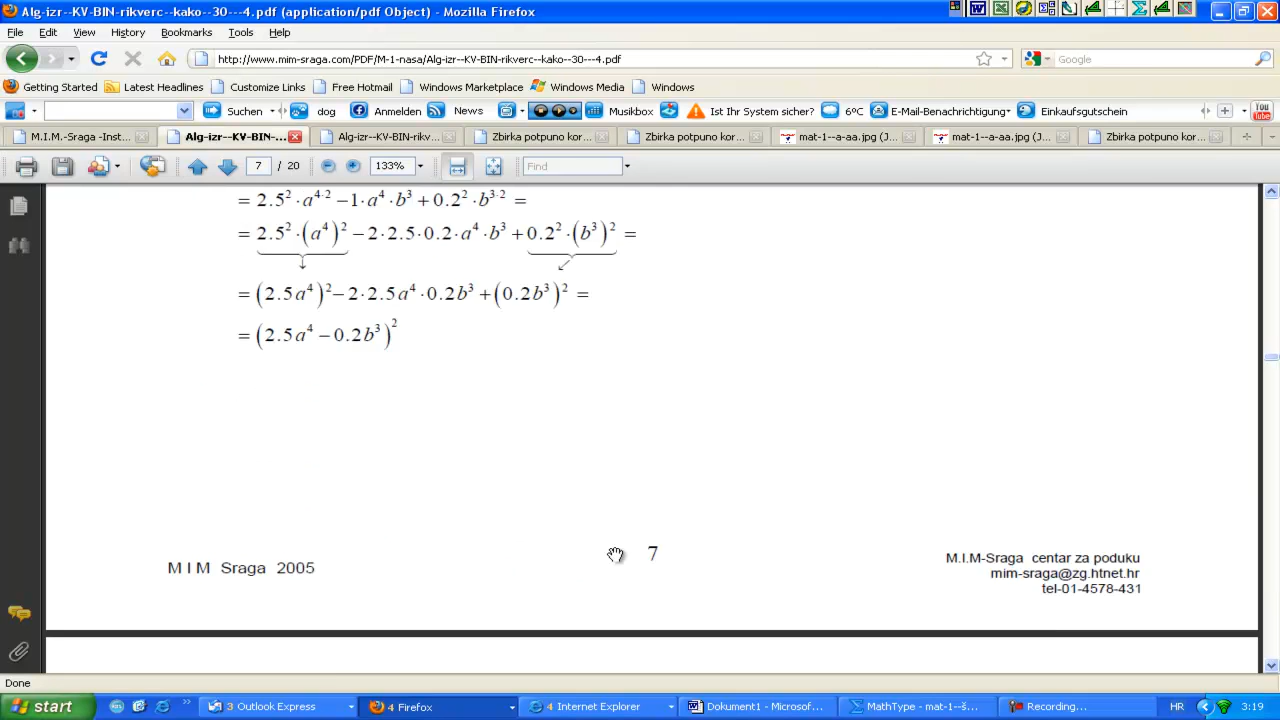 Alg-izr--KV-BIN-rikverc--kako--30---4.pdf (application/pdf Object) - Mozilla Firefox
File Edit View History Bookmarks Tools Help
http://www.mim-sraga.com/PDF/M-1-nasa/Alg-izr--KV-BIN-rikverc--kako--30---4.pdf Google
Getting Started Latest Headlines Customize Links Free Hotmail Windows Marketplace Windows Media Windows
Suchen dog Anmelden News Musikbox Ist Ihr System sicher? 6ºC E-Mail-Benachrichtigung Einkaufsgutschein You Tube
M.I.M.-Sraga -Inst... Alg-izr--KV-BIN-... Alg-izr--KV-BIN-rikv... Zbirka potpuno kor... Zbirka potpuno kor... mat-1--a-aa.jpg (J... mat-1--a-aa.jpg (J... Zbirka potpuno kor...
7 / 20 133% Find
= 2.5² · a⁴·² − 1 · a⁴ · b³ + 0.2² · b³·² =
= 2.5² · (a⁴)² − 2 · 2.5 · 0.2 · a⁴ · b³ + 0.2² · (b³)² =
= (2.5a⁴)² − 2 · 2.5a⁴ · 0.2b³ + (0.2b³)² =
= (2.5a⁴ − 0.2b³)²
7
M I M Sraga 2005
M.I.M-Sraga centar za poduku
mim-sraga@zg.htnet.hr
tel-01-4578-431
Done
start 3 Outlook Express 4 Firefox 4 Internet Explorer Dokument1 - Microsof... MathType - mat-1--š... Recording... HR 3:19